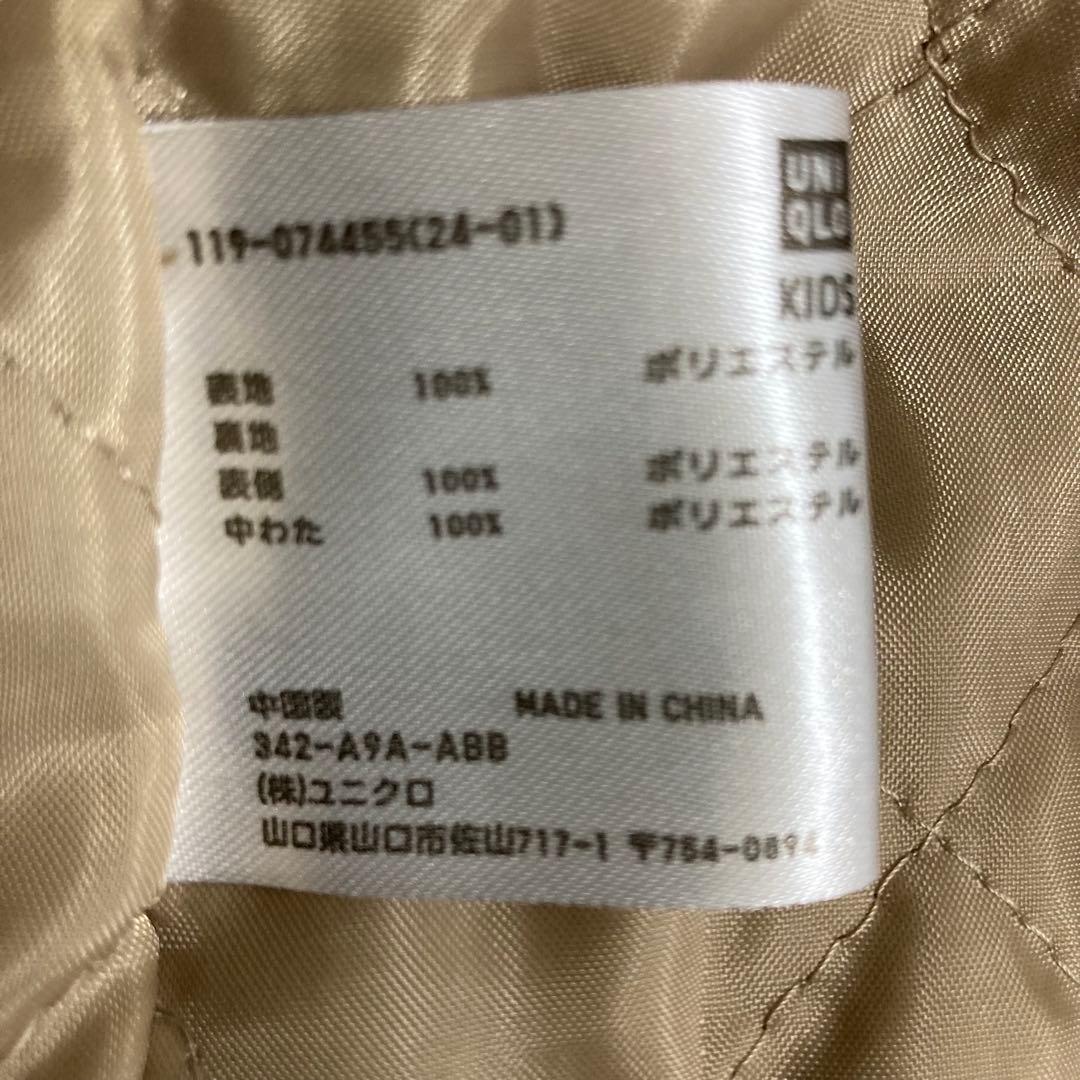 UNI
QLO
119-074455(24-01)
KIDS
表地 100% ポリエステル
裏地
表側 100% ポリエステル
中わた 100% ポリエステル
中国製 MADE IN CHINA
342-A9A-ABB
(株)ユニクロ
山口県山口市佐山717-1 〒754-0894